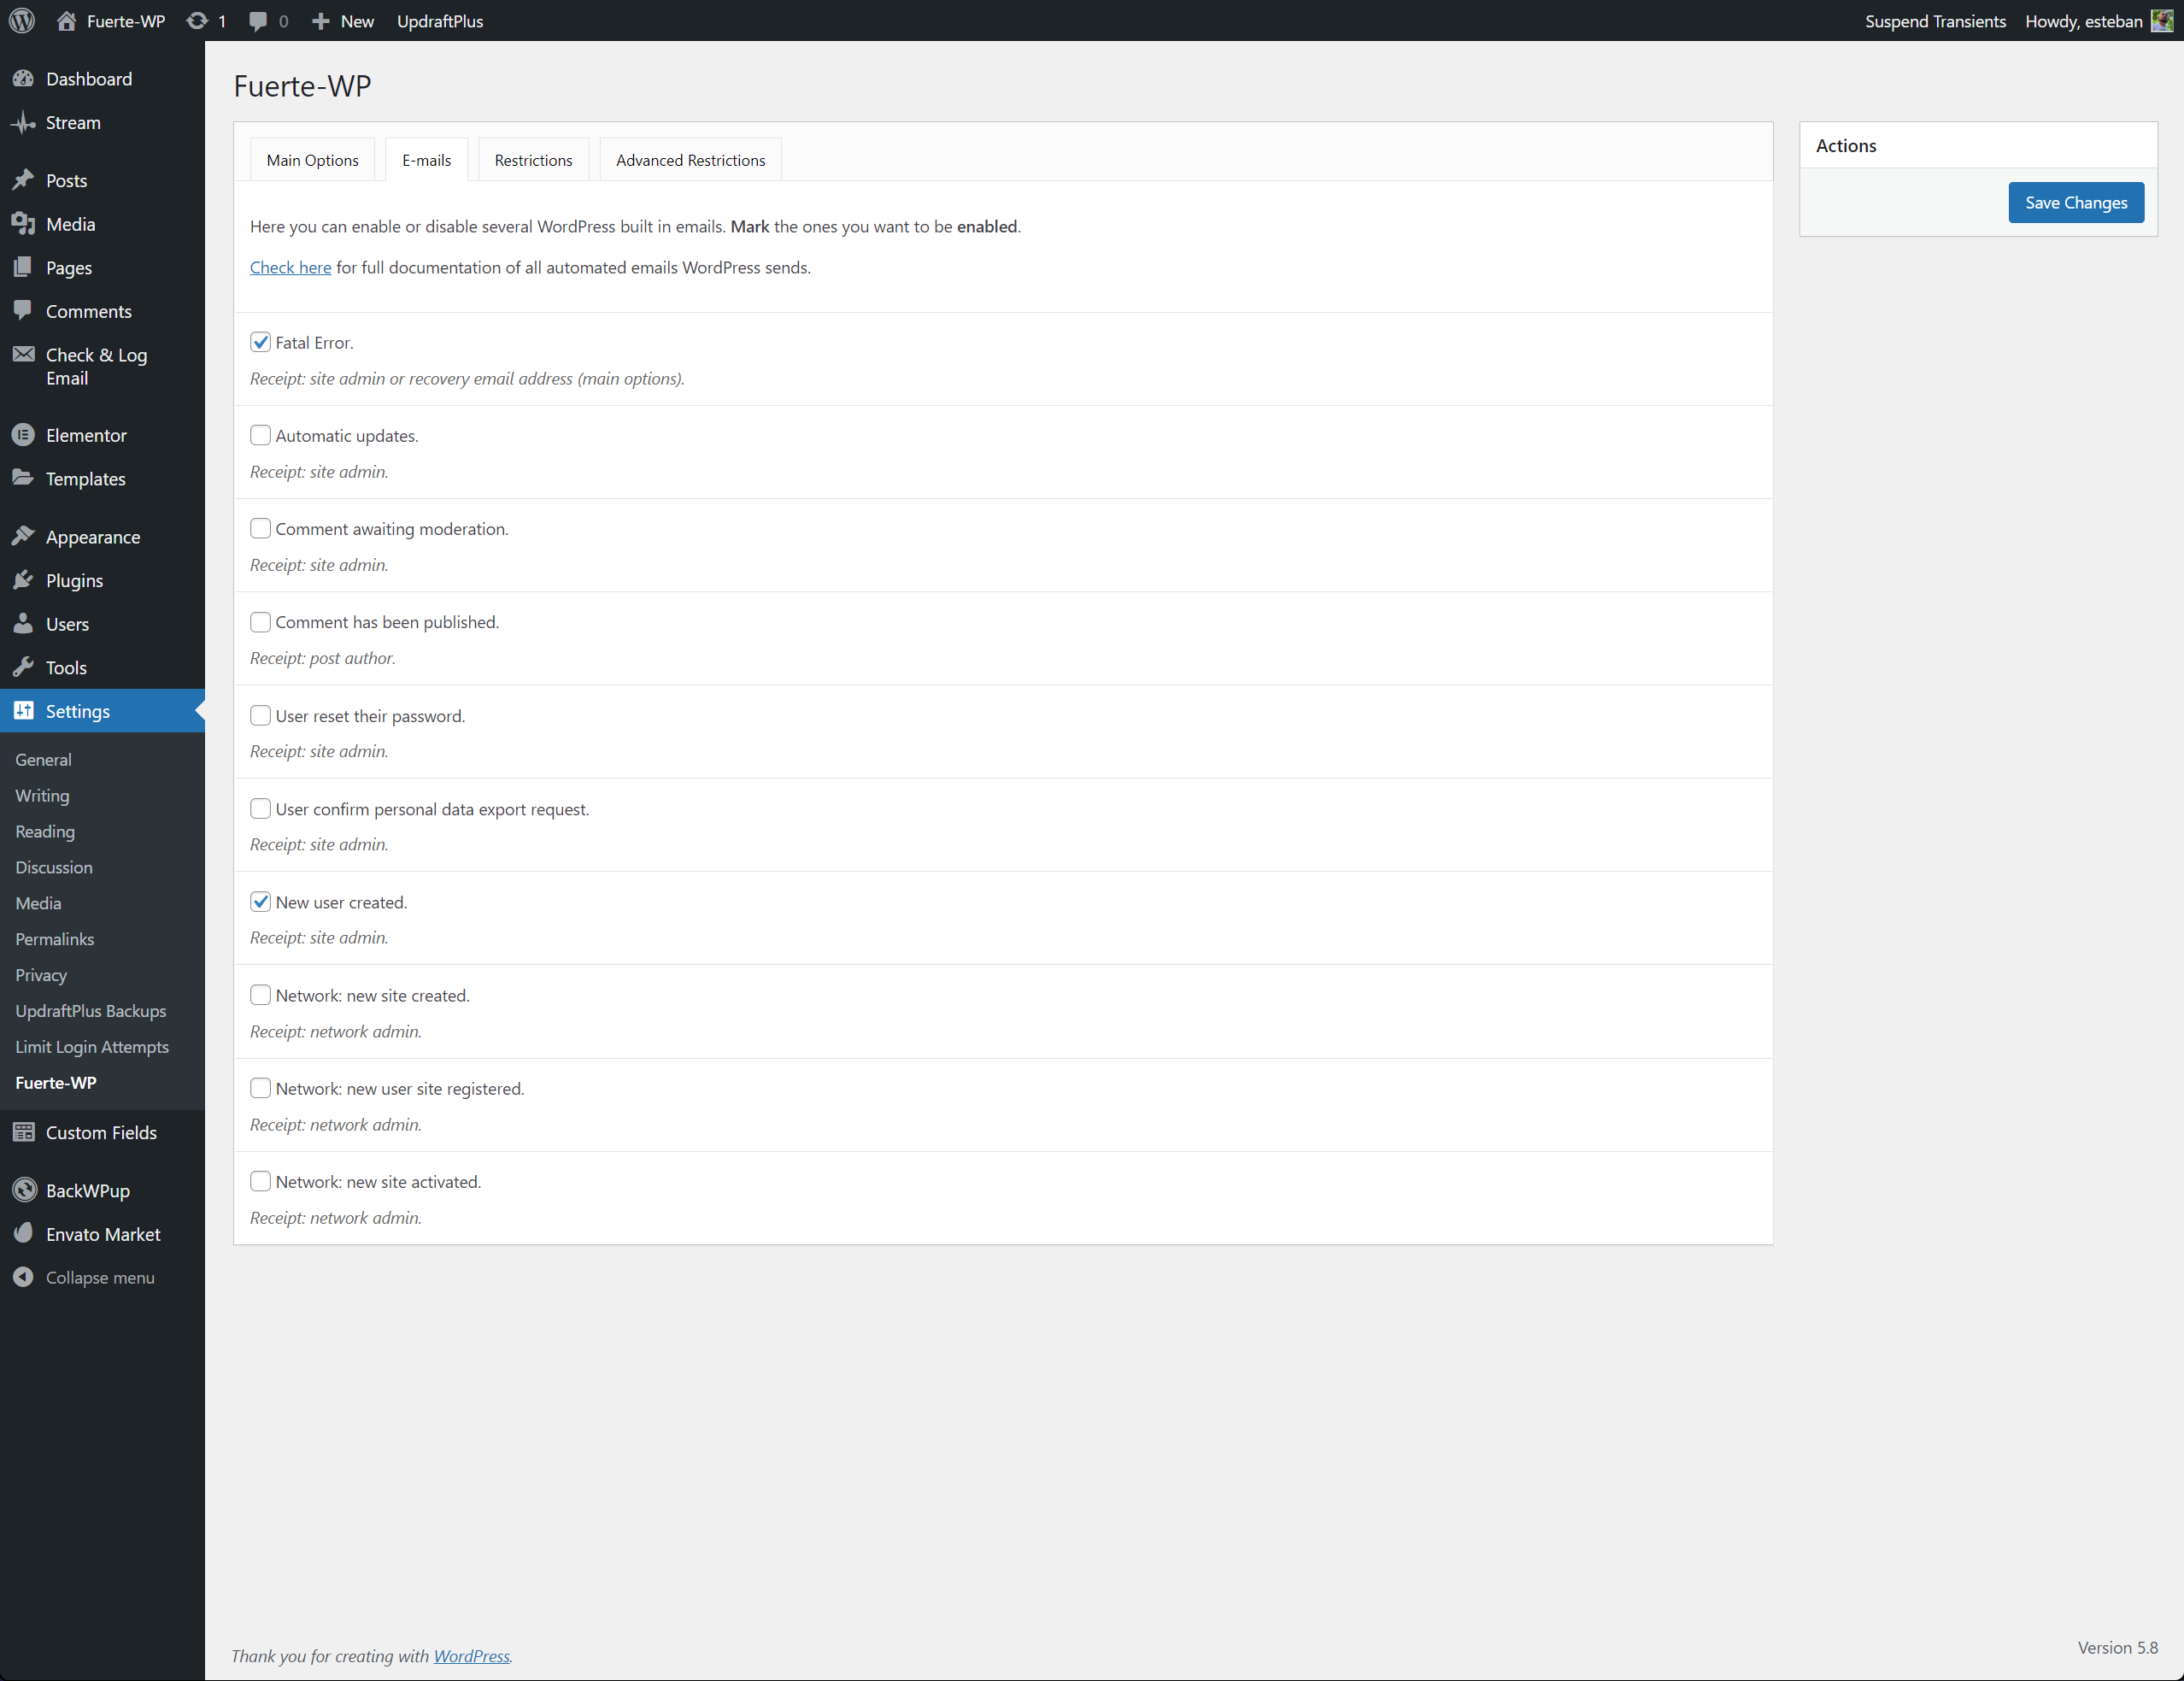 Fuerte-WP 1 0 New UpdraftPlus Suspend Transients Howdy, esteban
Dashboard
Stream
Posts
Media
Pages
Comments
Check & Log
Email
Elementor
Templates
Appearance
Plugins
Users
Tools
Settings
General
Writing
Reading
Discussion
Media
Permalinks
Privacy
UpdraftPlus Backups
Limit Login Attempts
Fuerte-WP
Custom Fields
BackWPup
Envato Market
Collapse menu
Fuerte-WP
Main Options E-mails Restrictions Advanced Restrictions
Here you can enable or disable several WordPress built in emails. Mark the ones you want to be enabled.
Check here for full documentation of all automated emails WordPress sends.
Fatal Error.
Receipt: site admin or recovery email address (main options).
Automatic updates.
Receipt: site admin.
Comment awaiting moderation.
Receipt: site admin.
Comment has been published.
Receipt: post author.
User reset their password.
Receipt: site admin.
User confirm personal data export request.
Receipt: site admin.
New user created.
Receipt: site admin.
Network: new site created.
Receipt: network admin.
Network: new user site registered.
Receipt: network admin.
Network: new site activated.
Receipt: network admin.
Actions
Save Changes
Thank you for creating with WordPress.
Version 5.8